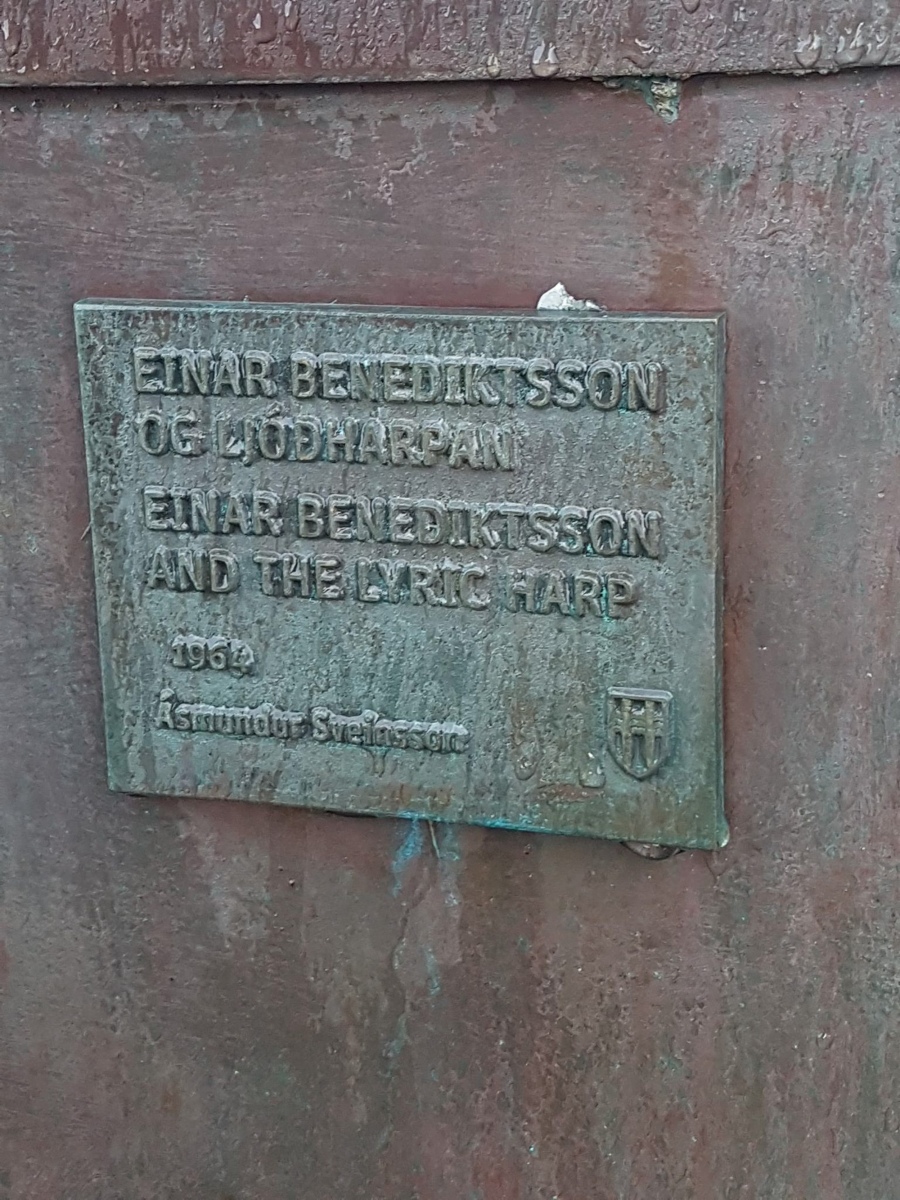 EINAR BENEDIKTSSON
OG LJÓÐHARPAN
EINAR BENEDIKTSSON
AND THE LYRIC HARP
1964
Ásmundur Sveinsson